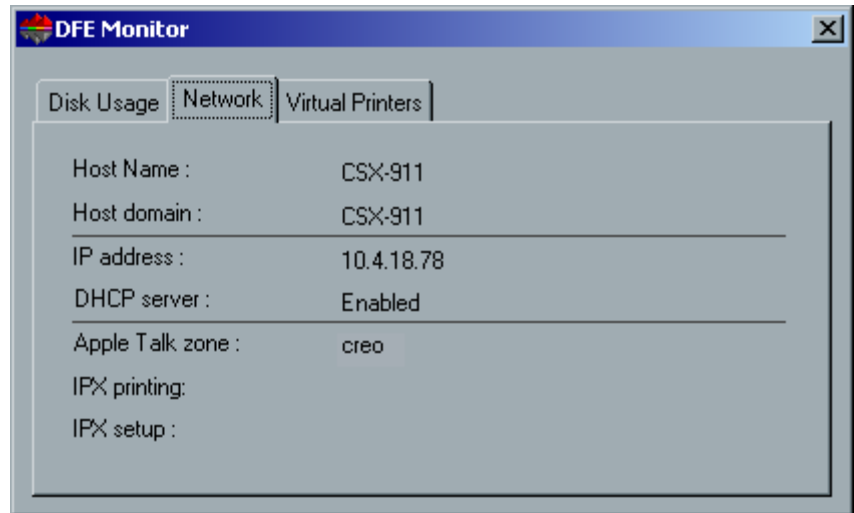 DFE Monitor
Disk Usage Network Virtual Printers
Host Name : CSX-911
Host domain : CSX-911
IP address : 10.4.18.78
DHCP server : Enabled
Apple Talk zone : creo
IPX printing:
IPX setup :